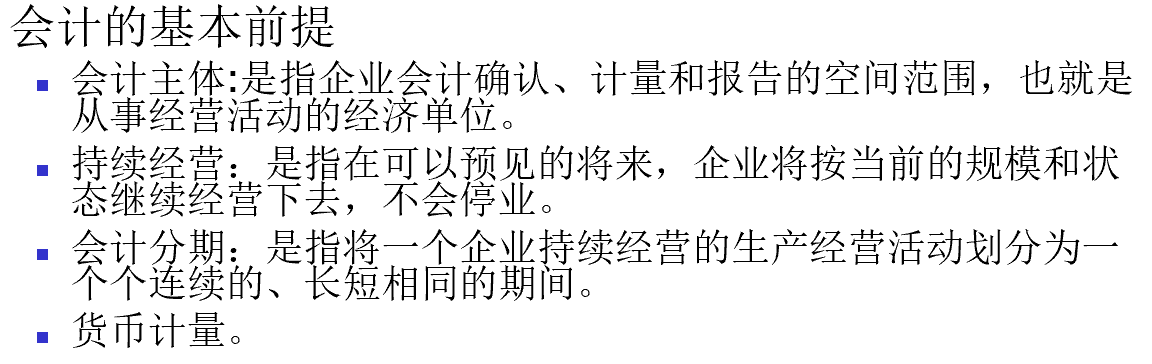 会计的基本前提
会计主体:是指企业会计确认、计量和报告的空间范围，也就是
从事经营活动的经济单位。
持续经营：是指在可以预见的将来，企业将按当前的规模和状
态继续经营下去，不会停业。
会计分期：是指将一个企业持续经营的生产经营活动划分为一
个个连续的、长短相同的期间。
货币计量。